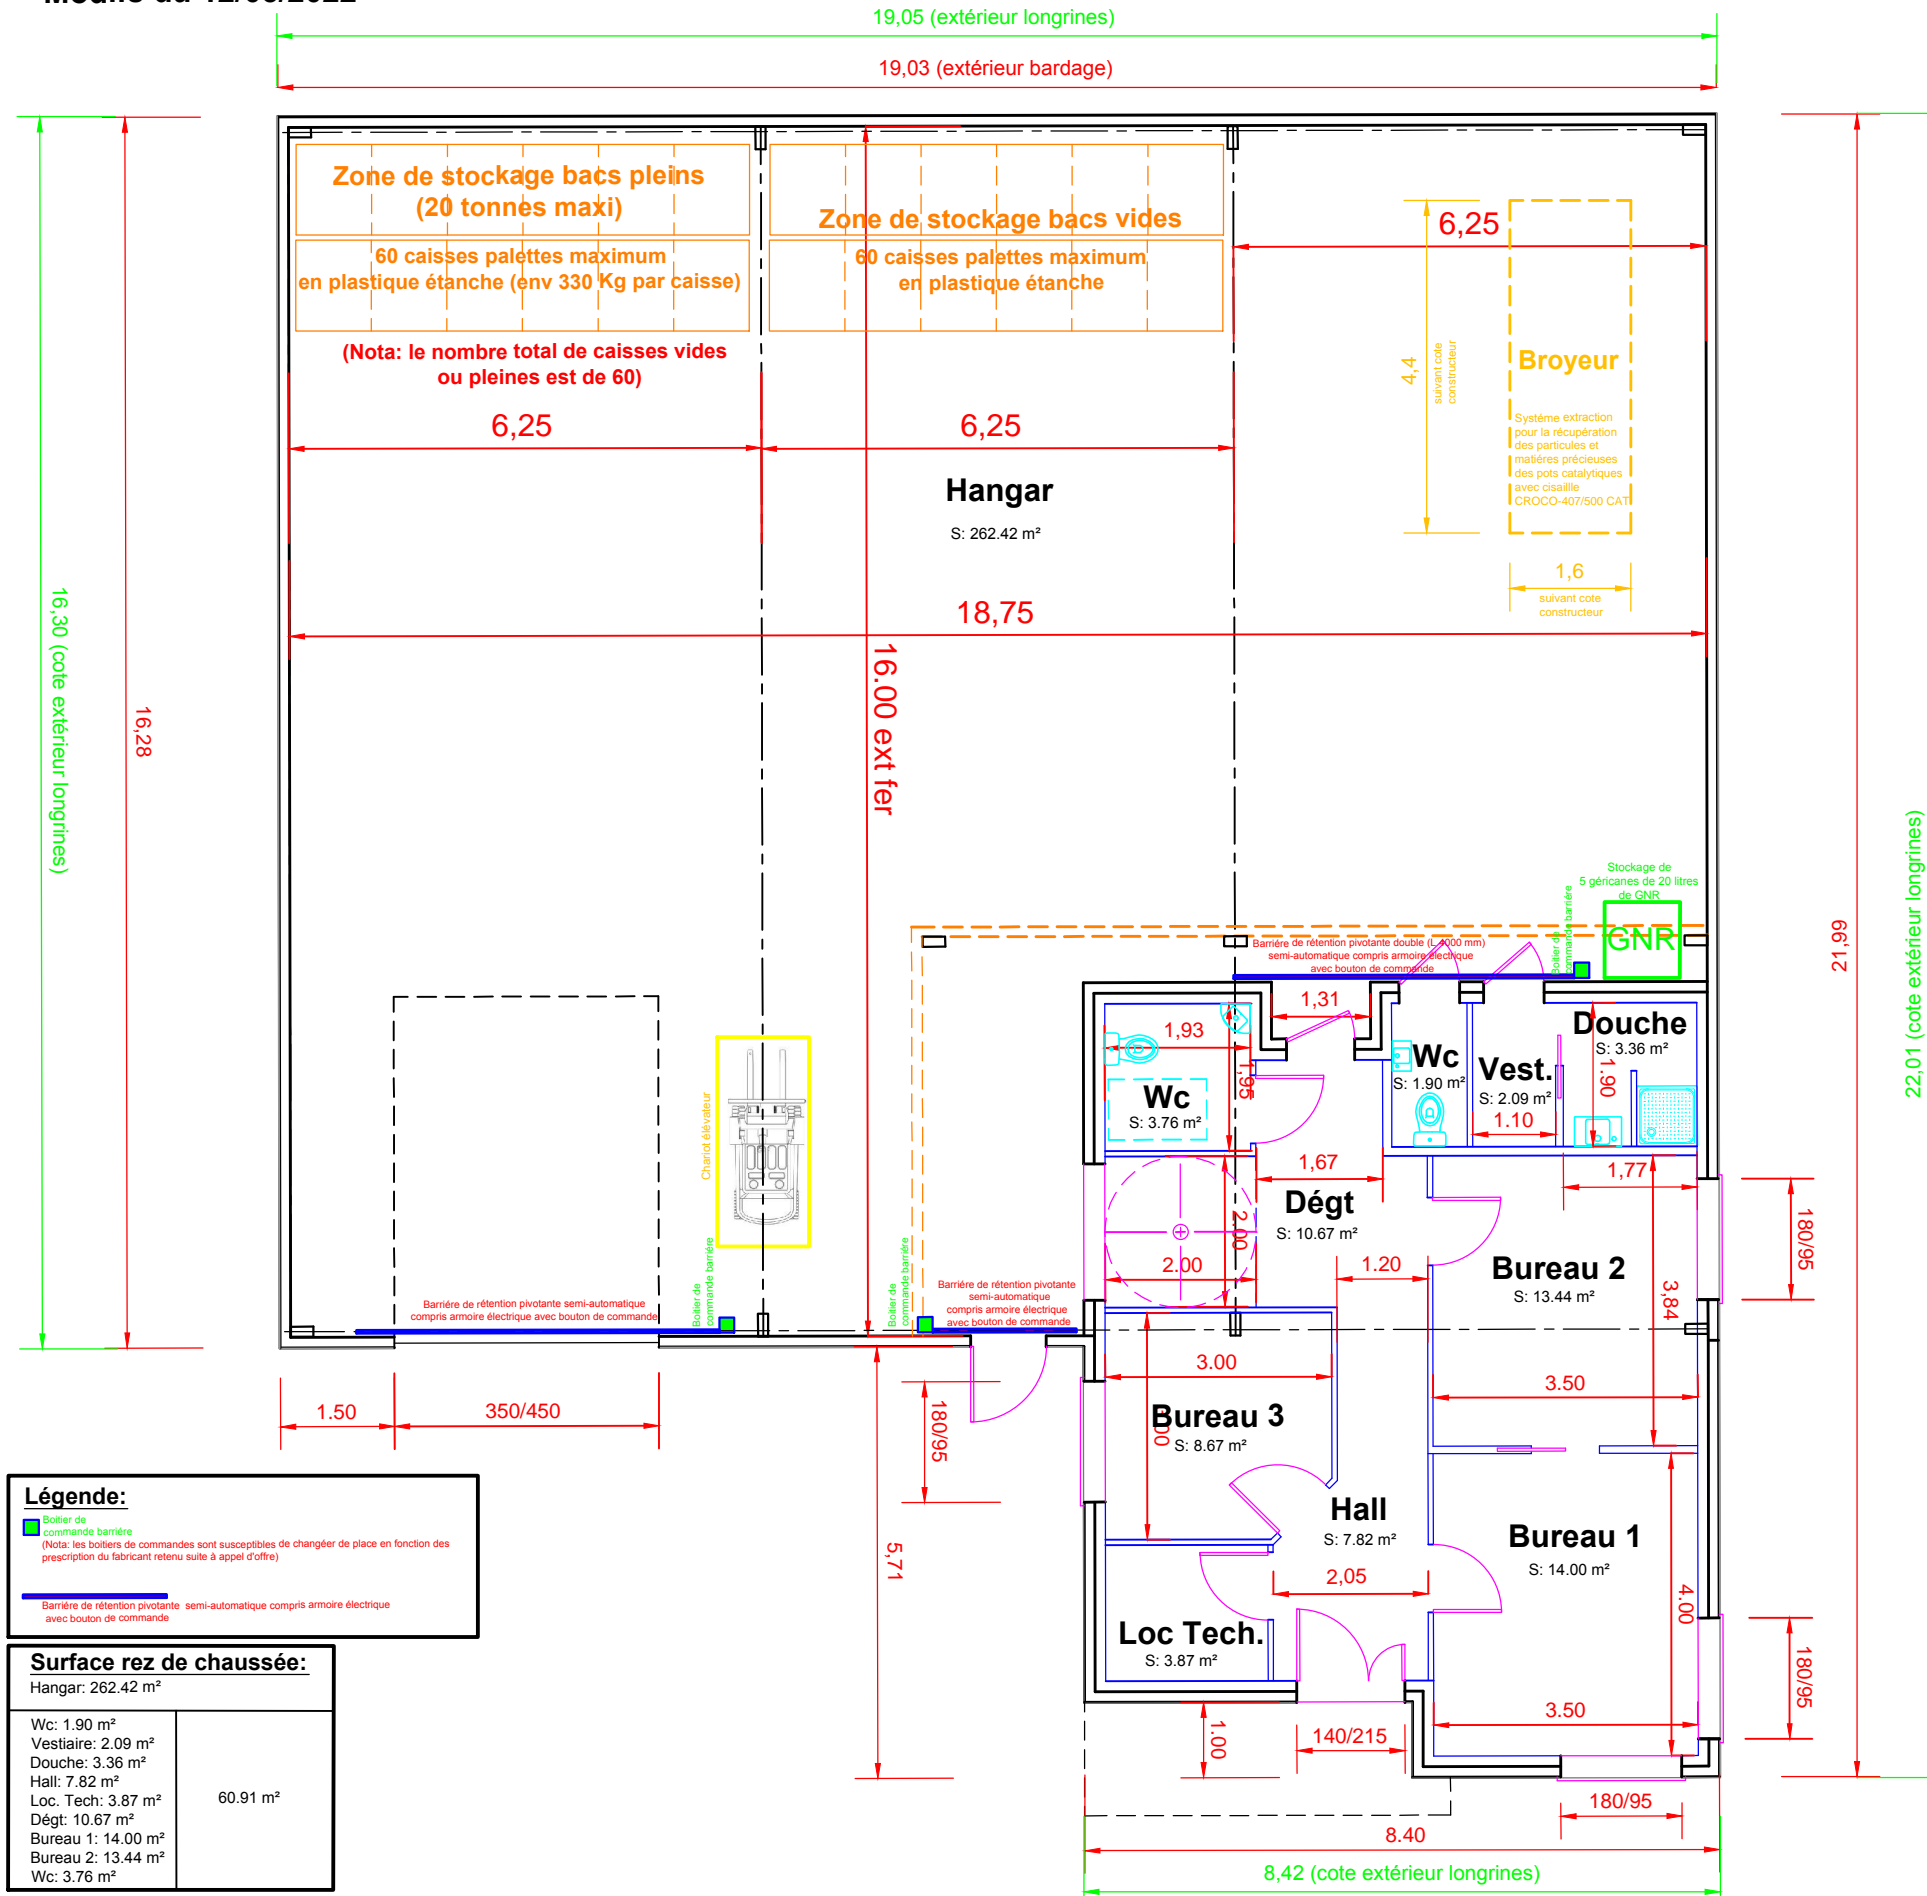 19,05 (extérieur longrines)
19,03 (extérieur bardage)
Zone de stockage bacs pleins
(20 tonnes maxi)
60 caisses palettes maximum
en plastique étanche (env 330 Kg par caisse)
(Nota: le nombre total de caisses vides
ou pleines est de 60)
Zone de stockage bacs vides
60 caisses palettes maximum
en plastique étanche
6,25
6,25
6,25
4,4
suivant cote
constructeur
Broyeur
Systéme extraction
pour la récupération
des particules et
matiéres précieuses
des pots catalytiques
avec cisaille
CROCO-407/500 CAT
1,6
suivant cote
constructeur
Hangar
S: 262.42 m²
18,75
16.00 ext fer
16,30 (cote extérieur longrines)
16,28
21,99
22,01 (cote extérieur longrines)
Stockage de
5 géricanes de 20 litres
de GNR
GNR
Boitier de
commande barriére
Barriére de rétention pivotante double (L 4000 mm)
semi-automatique compris armoire électrique
avec bouton de commande
1,31
1,93
1,95
Wc
S: 3.76 m²
Wc
S: 1.90 m²
Vest.
S: 2.09 m²
1.10
Douche
S: 3.36 m²
1.90
1,67
1,77
Dégt
S: 10.67 m²
2.00
2.00
1.20
Bureau 2
S: 13.44 m²
3,84
3.50
180/95
Chariot élévateur
Boitier de
commande barriére
Boitier de
commande barriére
Barriére de rétention pivotante semi-automatique
compris armoire électrique avec bouton de commande
Barriére de rétention pivotante
semi-automatique
compris armoire électrique
avec bouton de commande
1.50
350/450
180/95
5,71
3.00
Bureau 3
S: 8.67 m²
Hall
S: 7.82 m²
2,05
Bureau 1
S: 14.00 m²
4.00
3.50
180/95
Loc Tech.
S: 3.87 m²
1.00
140/215
180/95
8.40
8,42 (cote extérieur longrines)
Légende:
Boitier de
commande barriére
(Nota: les boitiers de commandes sont susceptibles de changéer de place en fonction des
prescription du fabricant retenu suite à appel d'offre)
Barriére de rétention pivotante semi-automatique compris armoire électrique
avec bouton de commande
Surface rez de chaussée:
Hangar: 262.42 m²
Wc: 1.90 m²
Vestiaire: 2.09 m²
Douche: 3.36 m²
Hall: 7.82 m²
Loc. Tech: 3.87 m²
Dégt: 10.67 m²
Bureau 1: 14.00 m²
Bureau 2: 13.44 m²
Wc: 3.76 m²
60.91 m²